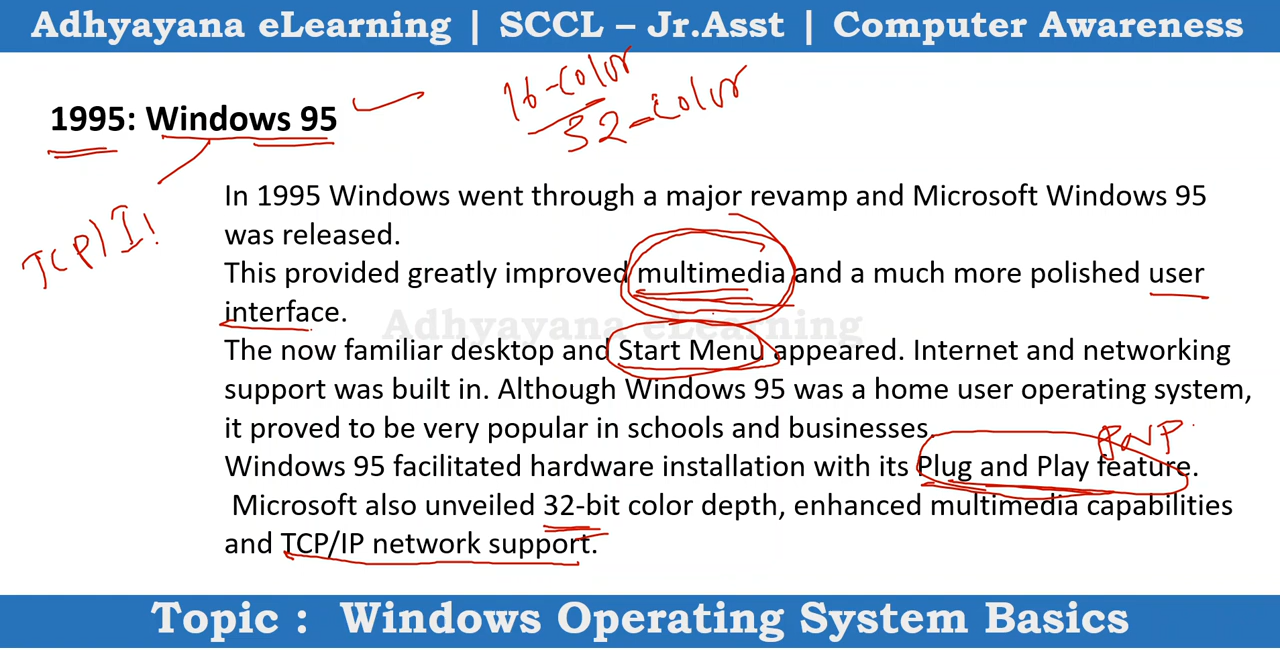 Adhyayana eLearning | SCCL – Jr.Asst | Computer Awareness
16-color
32-color
1995: Windows 95
TCP/I
In 1995 Windows went through a major revamp and Microsoft Windows 95
was released.
This provided greatly improved multimedia and a much more polished user
interface.
Adhyayana eLearning
The now familiar desktop and Start Menu appeared. Internet and networking
support was built in. Although Windows 95 was a home user operating system,
it proved to be very popular in schools and businesses.
PNP
Windows 95 facilitated hardware installation with its Plug and Play feature.
Microsoft also unveiled 32-bit color depth, enhanced multimedia capabilities
and TCP/IP network support.
Topic : Windows Operating System Basics